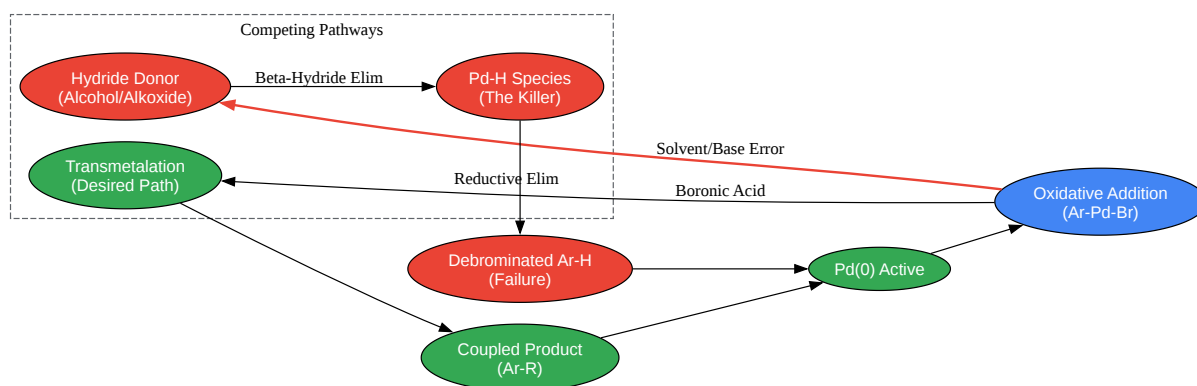 Competing Pathways
Hydride Donor
(Alcohol/Alkoxide)
Beta-Hydride Elim
Pd-H Species
(The Killer)
Solvent/Base Error
Transmetalation
(Desired Path)
Reductive Elim
Boronic Acid
Oxidative Addition
(Ar-Pd-Br)
Debrominated Ar-H
(Failure)
Pd(0) Active
Coupled Product
(Ar-R)